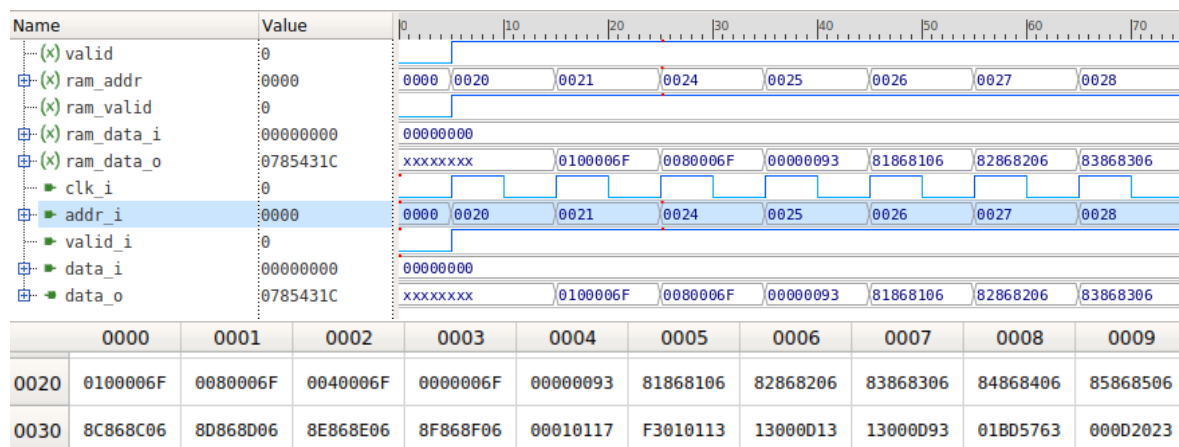 Name Value 0 10 20 30 40 50 60 70
(x) valid 0
(x) ram_addr 0000 0000 0020 0021 0024 0025 0026 0027 0028
(x) ram_valid 0
(x) ram_data_i 00000000 00000000
(x) ram_data_o 0785431C xxxxxxxx 0100006F 0080006F 00000093 81868106 82868206 83868306
clk_i 0
addr_i 0000 0000 0020 0021 0024 0025 0026 0027 0028
valid_i 0
data_i 00000000 00000000
data_o 0785431C xxxxxxxx 0100006F 0080006F 00000093 81868106 82868206 83868306
0000 0001 0002 0003 0004 0005 0006 0007 0008 0009
0020 0100006F 0080006F 0040006F 0000006F 00000093 81868106 82868206 83868306 84868406 85868506
0030 8C868C06 8D868D06 8E868E06 8F868F06 00010117 F3010113 13000D13 13000D93 01BD5763 000D2023